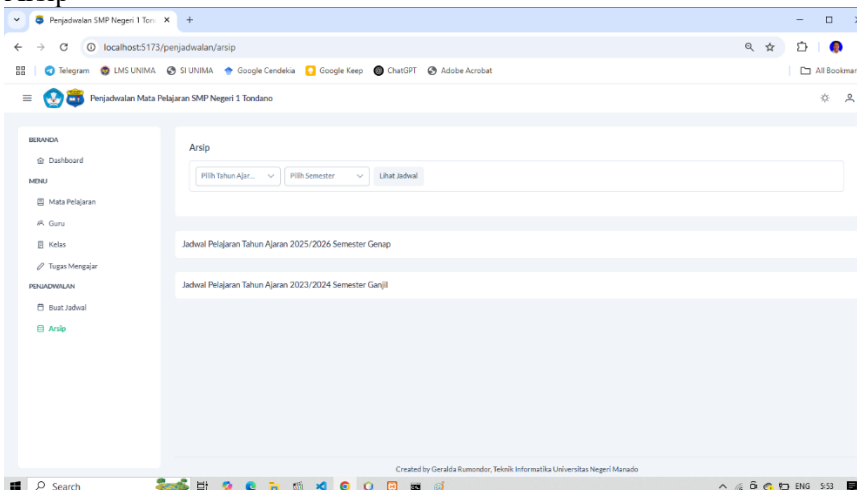 Arsip
Penjadwalan SMP Negeri 1 Ton
localhost:5173/penjadwalan/arsip
Telegram LMS UNIMA SI UNIMA Google Cendekia Google Keep ChatGPT Adobe Acrobat All Bookmar
Penjadwalan Mata Pelajaran SMP Negeri 1 Tondano
BERANDA
Dashboard
MENU
Mata Pelajaran
Guru
Kelas
Tugas Mengajar
PENJADWALAN
Buat Jadwal
Arsip
Arsip
Pilih Tahun Ajar... Pilih Semester Lihat Jadwal
Jadwal Pelajaran Tahun Ajaran 2025/2026 Semester Genap
Jadwal Pelajaran Tahun Ajaran 2023/2024 Semester Ganjil
Created by Geralda Rumondor, Teknik Informatika Universitas Negeri Manado
Search ENG 5:53